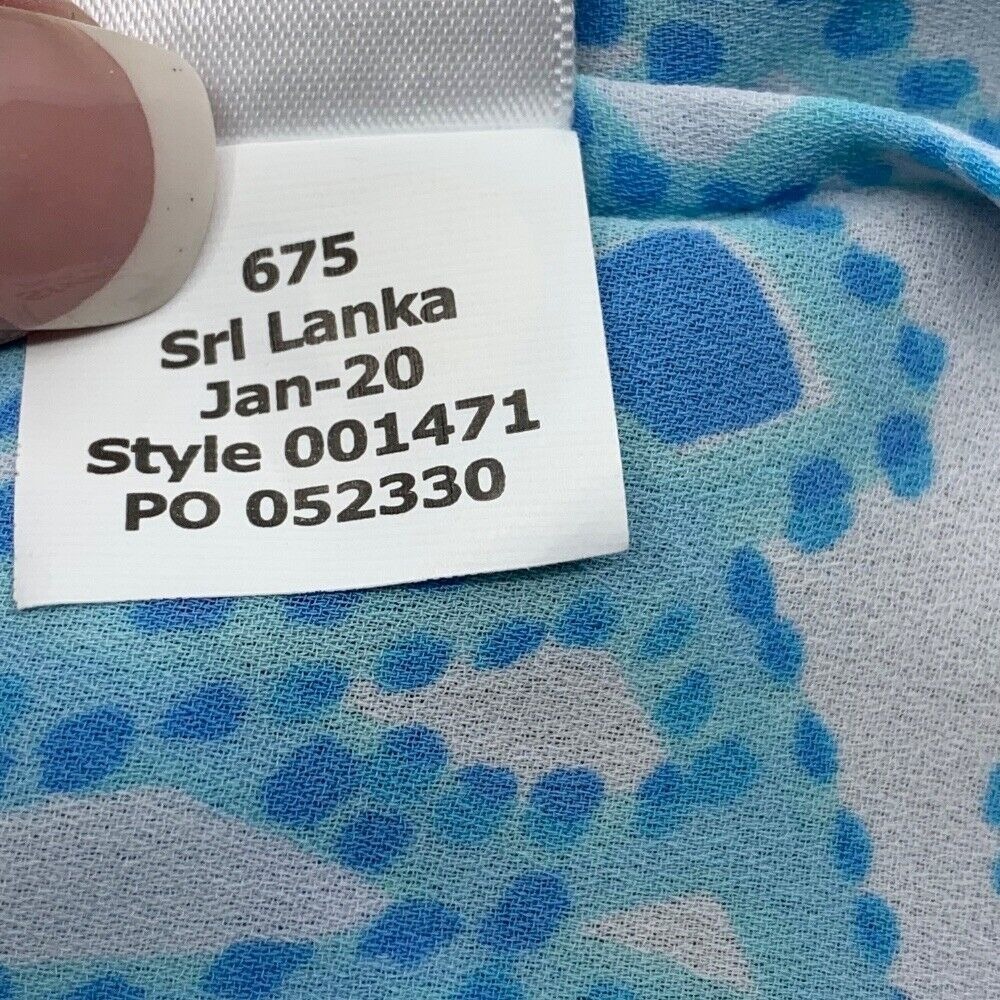 675
Sri Lanka
Jan-20
Style 001471
PO 052330